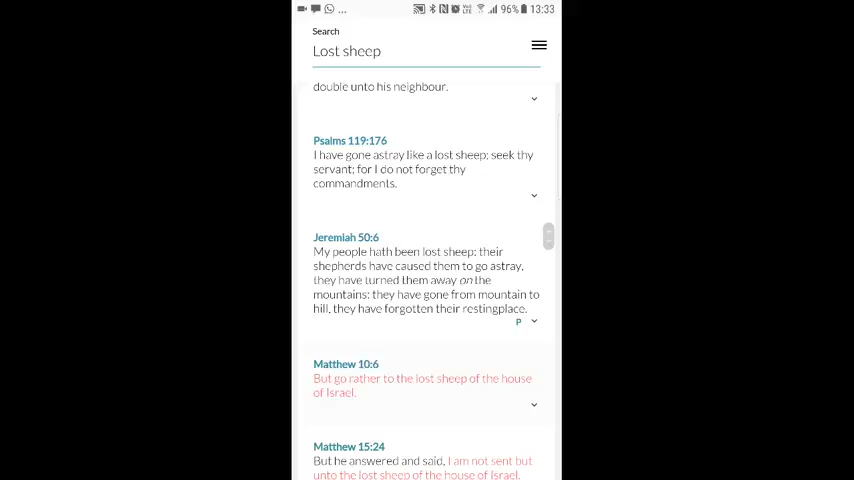 ... 96% 13:33
Search
Lost sheep
double unto his neighbour.
Psalms 119:176
I have gone astray like a lost sheep; seek thy
servant; for I do not forget thy
commandments.
Jeremiah 50:6
My people hath been lost sheep: their
shepherds have caused them to go astray,
they have turned them away on the
mountains: they have gone from mountain to
hill, they have forgotten their restingplace.
P
Matthew 10:6
But go rather to the lost sheep of the house
of Israel.
Matthew 15:24
But he answered and said, I am not sent but
unto the lost sheep of the house of Israel.